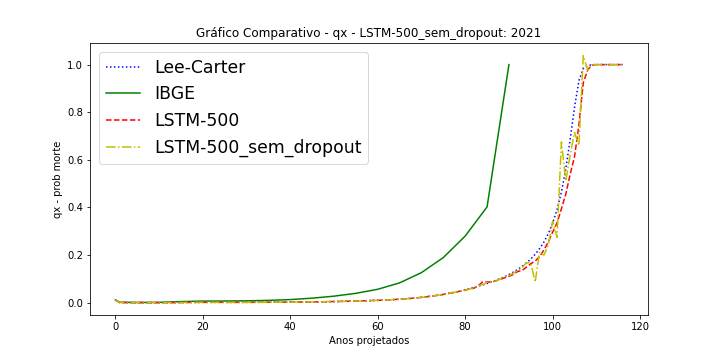 Gráfico Comparativo - qx - LSTM-500_sem_dropout: 2021
Lee-Carter
IBGE
LSTM-500
LSTM-500_sem_dropout
qx - prob morte
1.0
0.8
0.6
0.4
0.2
0.0
0 20 40 60 80 100 120
Anos projetados